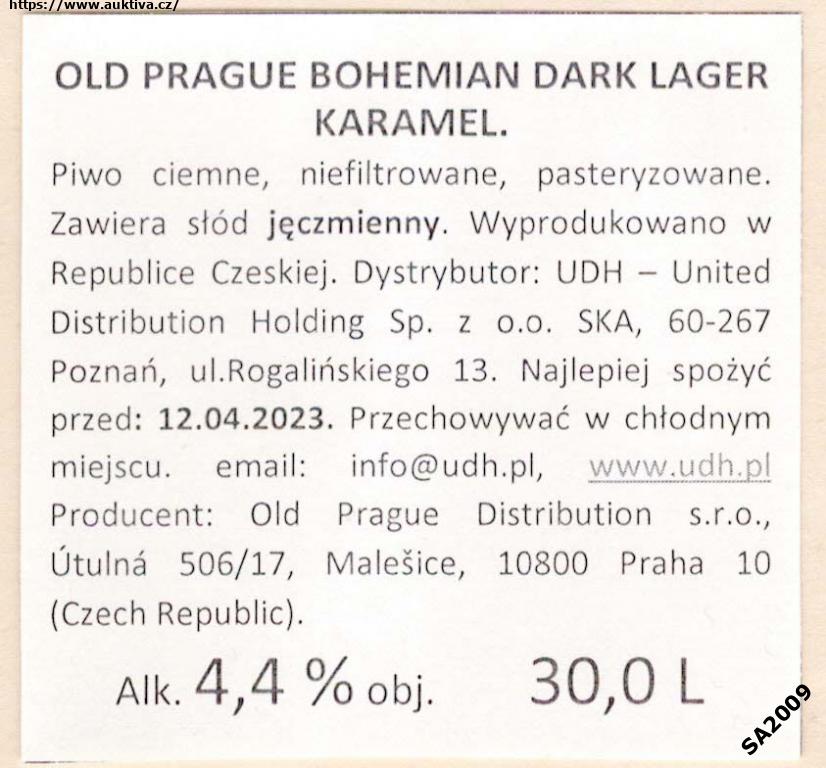 https://www.auktiva.cz/
OLD PRAGUE BOHEMIAN DARK LAGER
KARAMEL.
Piwo ciemne, niefiltrowane, pasteryzowane.
Zawiera słód jęczmienny. Wyprodukowano w
Republice Czeskiej. Dystrybutor: UDH – United
Distribution Holding Sp. z o.o. SKA, 60-267
Poznań, ul.Rogalińskiego 13. Najlepiej spożyć
przed: 12.04.2023. Przechowywać w chłodnym
miejscu. email: info@udh.pl, www.udh.pl
Producent: Old Prague Distribution s.r.o.,
Útulná 506/17, Malešice, 10800 Praha 10
(Czech Republic).
Alk. 4,4 % obj. 30,0 L
SA2009